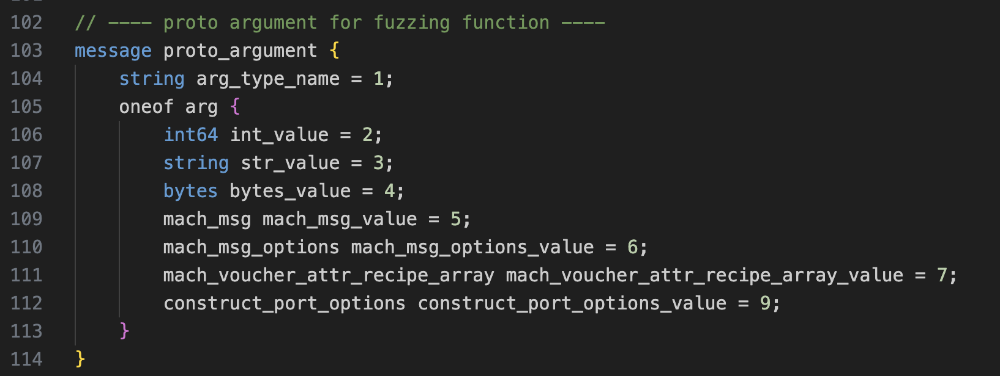 102 // ---- proto argument for fuzzing function ----
103 message proto_argument {
104     string arg_type_name = 1;
105     oneof arg {
106         int64 int_value = 2;
107         string str_value = 3;
108         bytes bytes_value = 4;
109         mach_msg mach_msg_value = 5;
110         mach_msg_options mach_msg_options_value = 6;
111         mach_voucher_attr_recipe_array mach_voucher_attr_recipe_array_value = 7;
112         construct_port_options construct_port_options_value = 9;
113     }
114 }